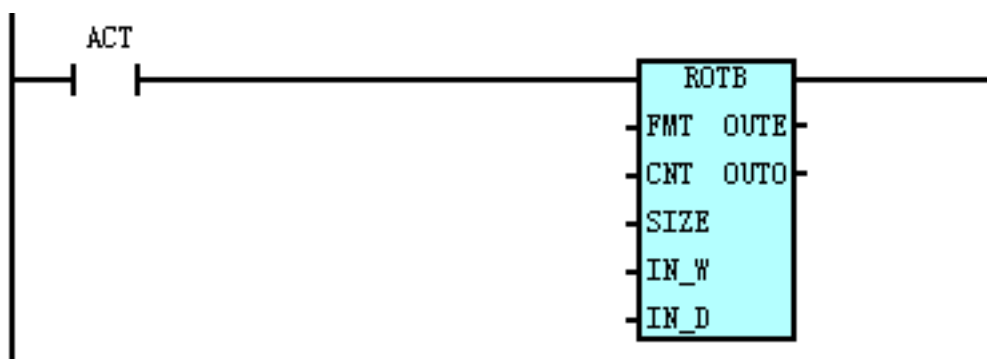 ACT
ROTB
FMT OUTE
CNT OUTO
SIZE
IN_W
IN_D